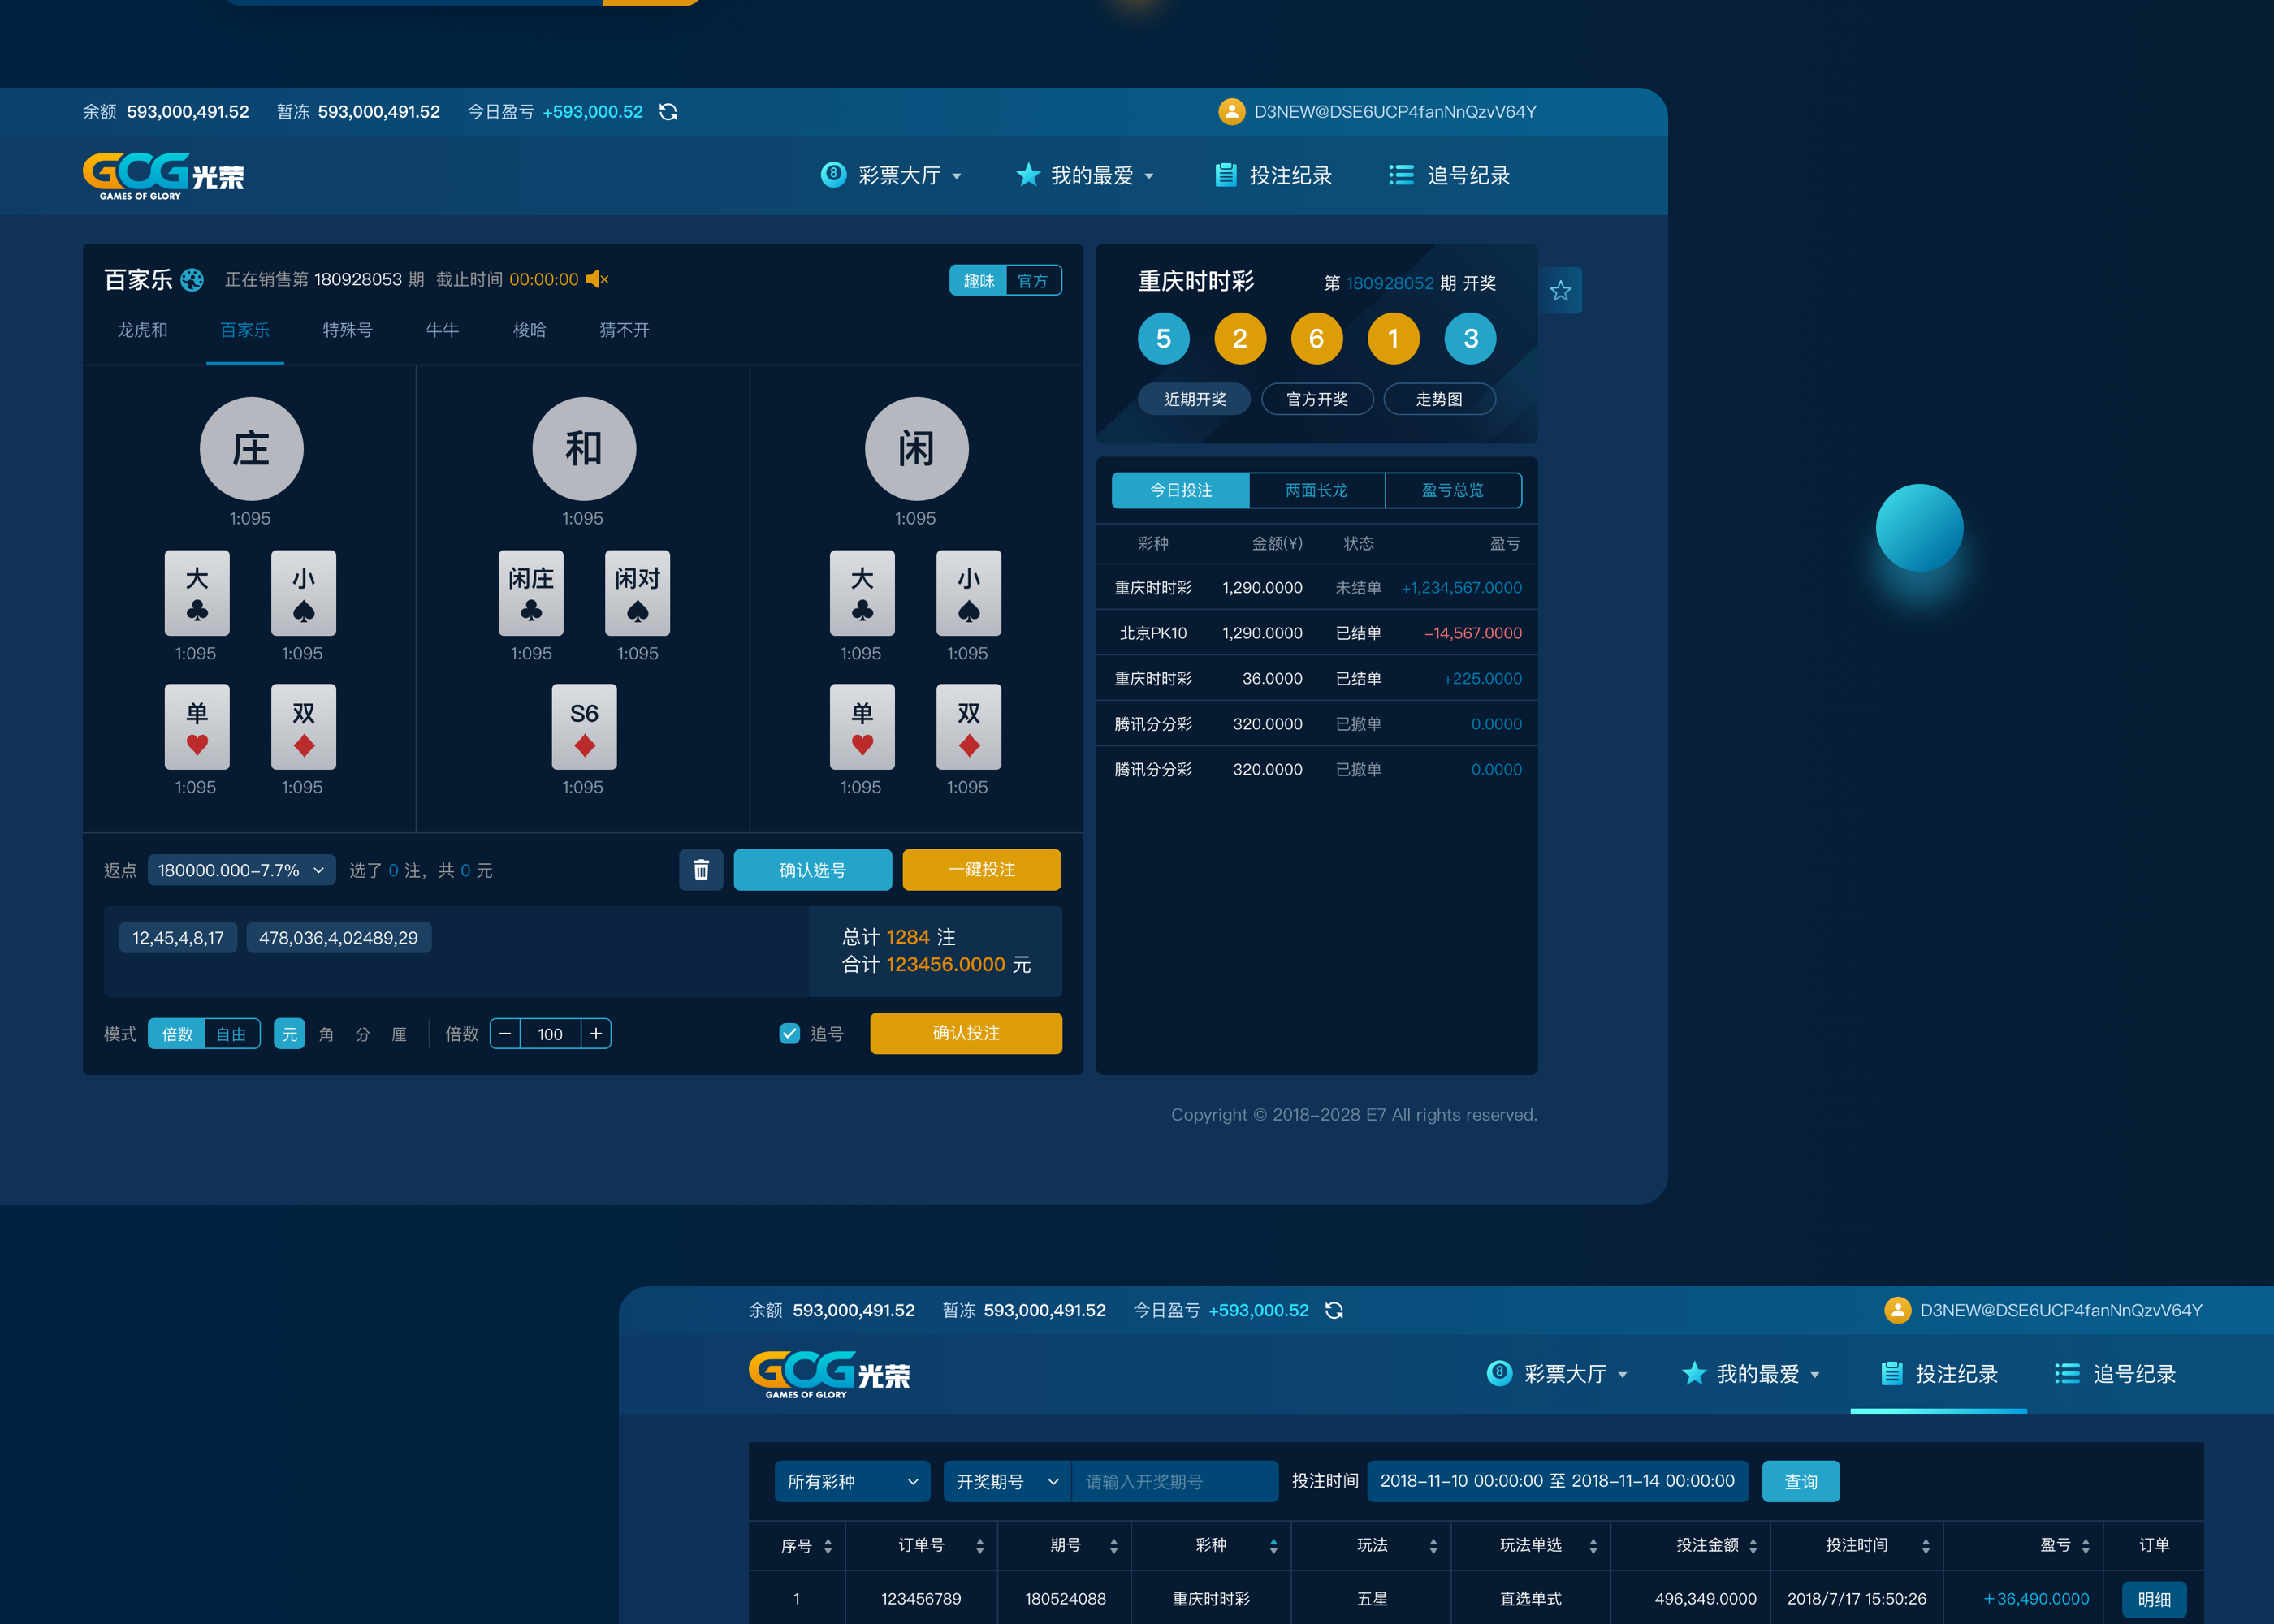 余额 593,000,491.52 暂冻 593,000,491.52 今日盈亏 +593,000.52 D3NEW@DSE6UCP4fanNnQzvV64Y
GOG光荣 彩票大厅 我的最爱 投注纪录 追号纪录
GAMES OF GLORY
百家乐 正在销售第 180928053 期 截止时间 00:00:00 趣味 官方
龙虎和 百家乐 特殊号 牛牛 梭哈 猜不开
庄 和 闲
1:095 1:095 1:095
大 小 闲庄 闲对 大 小
1:095 1:095 1:095 1:095 1:095 1:095
单 双 S6 单 双
1:095 1:095 1:095 1:095 1:095
返点 180000.000-7.7% 选了 0 注, 共 0 元 确认选号 一鍵投注
12,45,4,8,17 478,036,4,02489,29
总计 1284 注
合计 123456.0000 元
模式 倍数 自由 元 角 分 厘 倍数 − 100 + 追号 确认投注
重庆时时彩 第 180928052 期 开奖
5 2 6 1 3
近期开奖 官方开奖 走势图
今日投注 两面长龙 盈亏总览
彩种 金额(¥) 状态 盈亏
重庆时时彩 1,290.0000 未结单 +1,234,567.0000
北京PK10 1,290.0000 已结单 -14,567.0000
重庆时时彩 36.0000 已结单 +225.0000
腾讯分分彩 320.0000 已撤单 0.0000
腾讯分分彩 320.0000 已撤单 0.0000
Copyright © 2018-2028 E7 All rights reserved.
余额 593,000,491.52 暂冻 593,000,491.52 今日盈亏 +593,000.52 D3NEW@DSE6UCP4fanNnQzvV64Y
GOG光荣 彩票大厅 我的最爱 投注纪录 追号纪录
GAMES OF GLORY
所有彩种 开奖期号 请输入开奖期号 投注时间 2018-11-10 00:00:00 至 2018-11-14 00:00:00 查询
序号 订单号 期号 彩种 玩法 玩法单选 投注金额 投注时间 盈亏 订单
1 123456789 180524088 重庆时时彩 五星 直选单式 496,349.0000 2018/7/17 15:50:26 +36,490.0000 明细